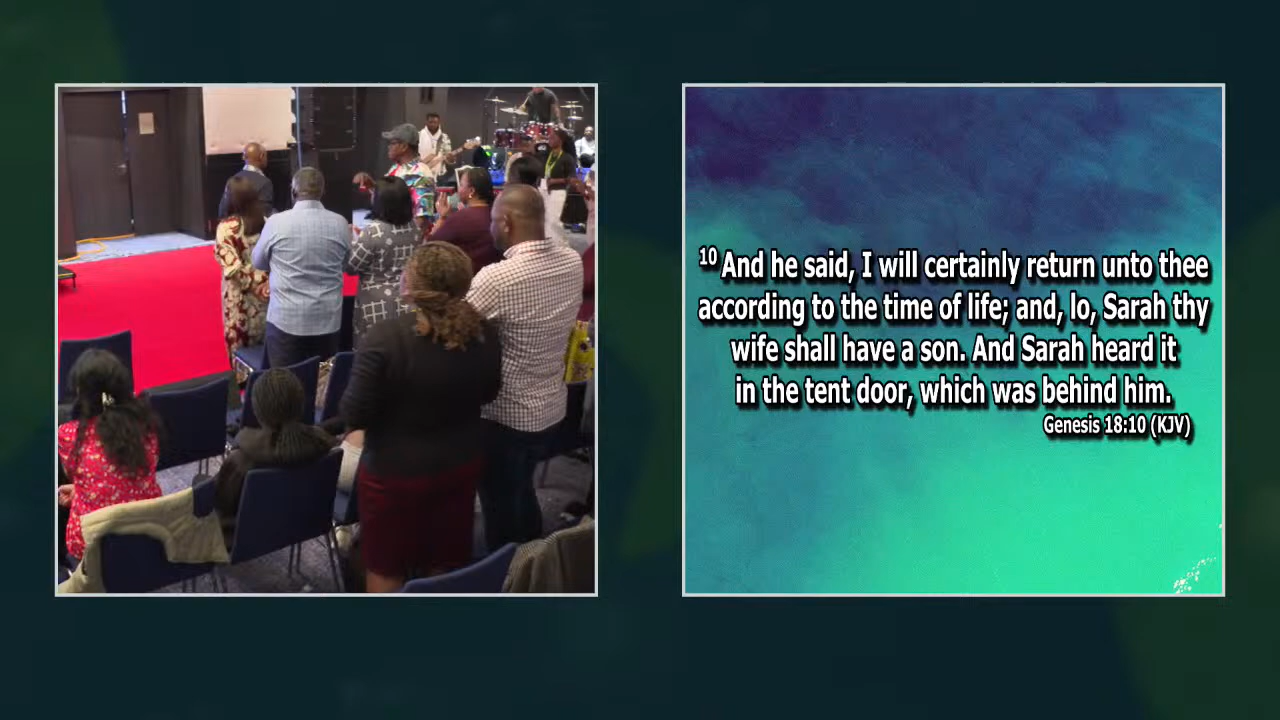 10 And he said, I will certainly return unto thee
according to the time of life; and, lo, Sarah thy
wife shall have a son. And Sarah heard it
in the tent door, which was behind him.
Genesis 18:10 (KJV)